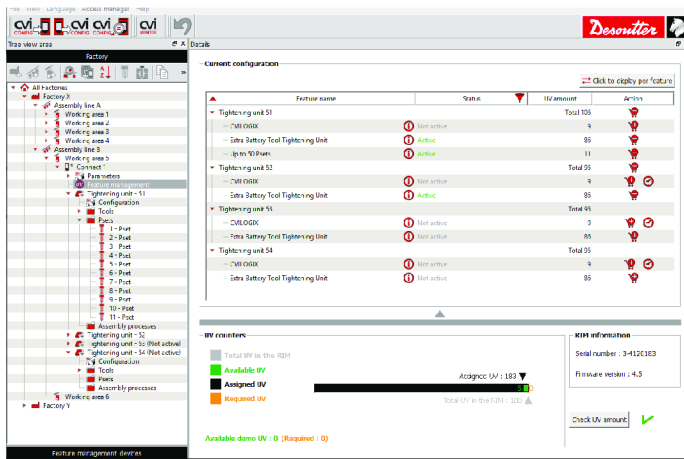 File View Language Access manager Help
CVI CONFIG CVI CONFIG CVI CONFIG CVI MONITOR
Desoutter
Tree view area
Details
Factory
All Factories
Factory X
Assembly line A
Working area 1
Working area 2
Working area 3
Working area 4
Assembly line B
Working area 5
Connect 1
Parameters
UV Feature management
Tightening unit - 51
Configuration
Tools
Psets
1 - Pset
2 - Pset
3 - Pset
4 - Pset
5 - Pset
6 - Pset
7 - Pset
8 - Pset
9 - Pset
10 - Pset
11 - Pset
Assembly processes
Tightening unit - 52
Tightening unit - 53 (Not active)
Tightening unit - 54 (Not active)
Configuration
Tools
Psets
Assembly processes
Working area 6
Factory Y
Feature management devices
Current configuration
Click to display per feature
Feature name Status UV amount Action
Tightening unit 51 Total 106
CVILOGIX Not active 9
Extra Battery Tool Tightening Unit Active 86
Up to 50 Psets Active 11
Tightening unit 52 Total 95
CVILOGIX Not active 9
Extra Battery Tool Tightening Unit Active 86
Tightening unit 53 Total 95
CVILOGIX Not active 9
Extra Battery Tool Tightening Unit Not active 86
Tightening unit 54 Total 95
CVILOGIX Not active 9
Extra Battery Tool Tightening Unit Not active 86
UV counters
Total UV in the RIM
Available UV
Assigned UV
Required UV
Assigned UV : 183
Total UV in the RIM : 100
Available demo UV : 0 (Required : 0)
RIM information
Serial number : 3-4120183
Firmware version : 4.5
Check UV amount